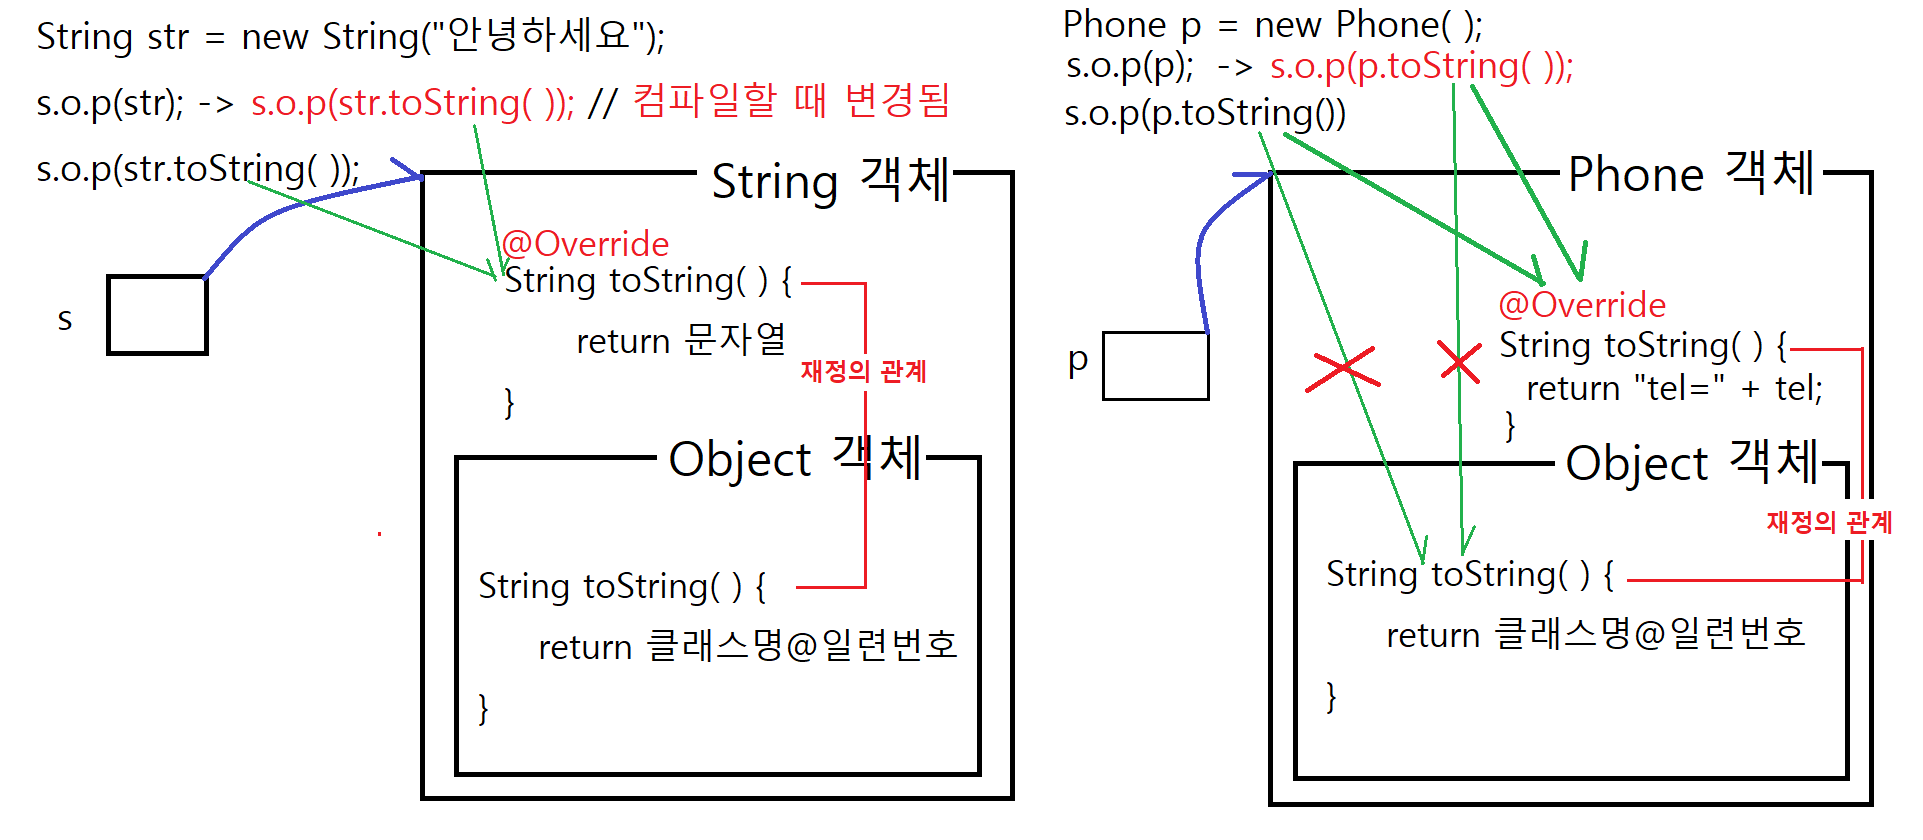 String str = new String("안녕하세요");
s.o.p(str); -> s.o.p(str.toString( )); // 컴파일할 때 변경됨
s.o.p(str.toString( ));
String 객체
@Override
String toString( ) {
return 문자열
}
재정의 관계
s
Object 객체
String toString( ) {
return 클래스명@일련번호
}
Phone p = new Phone( );
s.o.p(p); -> s.o.p(p.toString( ));
s.o.p(p.toString())
Phone 객체
@Override
String toString( ) {
return "tel=" + tel;
}
p
Object 객체
재정의 관계
String toString( ) {
return 클래스명@일련번호
}